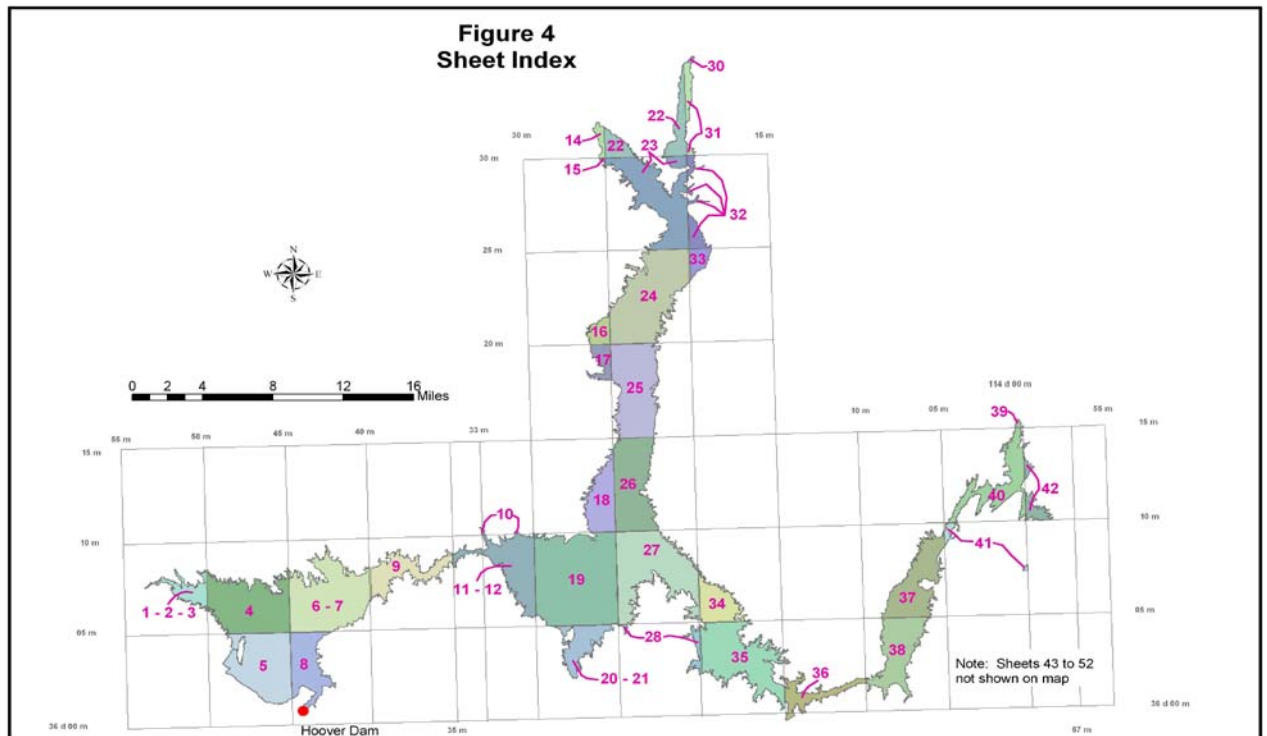 Figure 4
Sheet Index
30
22
31
14
22
23
30 m
15 m
15
30 m
32
33
25 m
N
W E
S
24
16
20 m
17
25
0 2 4 8 12 16 Miles
114 d 00 m
39
10 m
05 m
55 m
15 m
55 m
50 m
45 m
40 m
33 m
15 m
18
26
40
42
10
10 m
10 m
27
41
9
11 - 12
19
1 - 2 - 3
4
6 - 7
34
37
05 m
05 m
28
5
8
35
38
20 - 21
36
Note: Sheets 43 to 52
not shown on map
36 d 00 m
36 d 00 m
Hoover Dam
35 m
57 m